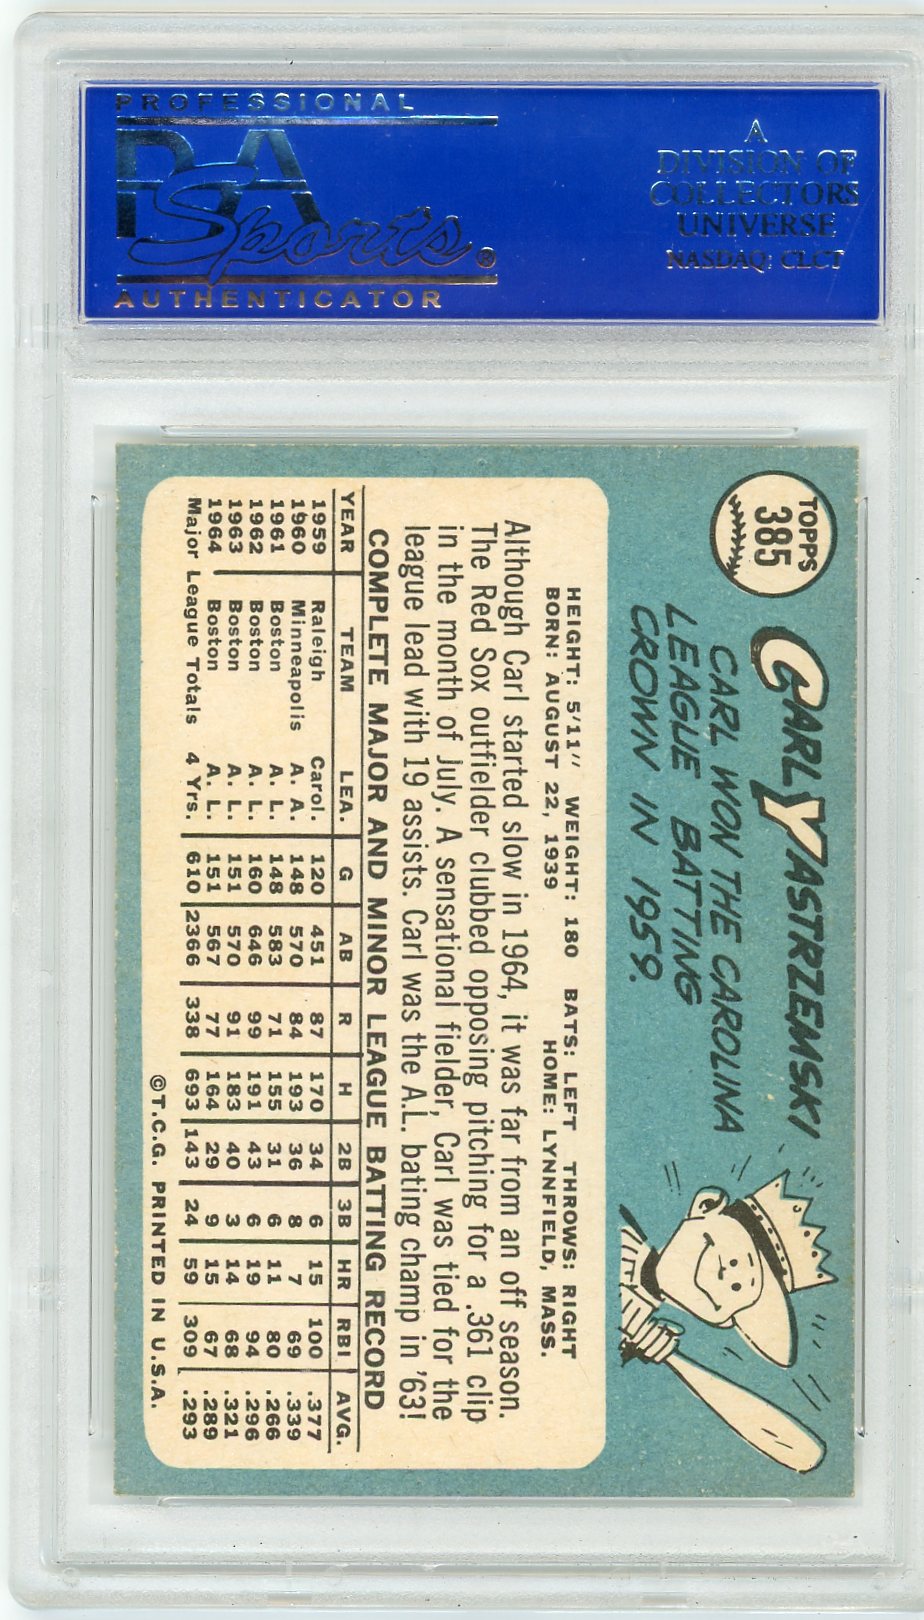 PROFESSIONAL
PSA
Sports®
AUTHENTICATOR
A
DIVISION OF
COLLECTORS
UNIVERSE
NASDAQ: CLCT
TOPPS
385
CARL YASTRZEMSKI
CARL WON THE CAROLINA
LEAGUE BATTING
CROWN IN 1959.
HEIGHT: 5'11" WEIGHT: 180 BATS: LEFT THROWS: RIGHT
BORN: AUGUST 22, 1939 HOME: LYNNFIELD, MASS.
Although Carl started slow in 1964, it was far from an off season.
The Red Sox outfielder clubbed opposing pitching for a .361 clip
in the month of July. A sensational fielder, Carl was tied for the
league lead with 19 assists. Carl was the A.L. bating champ in '63!
COMPLETE MAJOR AND MINOR LEAGUE BATTING RECORD
YEAR TEAM LEA. G AB R H 2B 3B HR RBI AVG.
1959 Raleigh Carol. 120 451 87 170 34 6 15 100 .377
1960 Minneapolis A. A. 148 570 84 193 36 8 7 69 .339
1961 Boston A. L. 148 583 71 155 31 6 11 80 .266
1962 Boston A. L. 160 646 99 191 43 6 19 94 .296
1963 Boston A. L. 151 570 91 183 40 3 14 68 .321
1964 Boston A. L. 151 567 77 164 29 9 15 67 .289
Major League Totals 4 Yrs. 610 2366 338 693 143 24 59 309 .293
©T.C.G. PRINTED IN U.S.A.